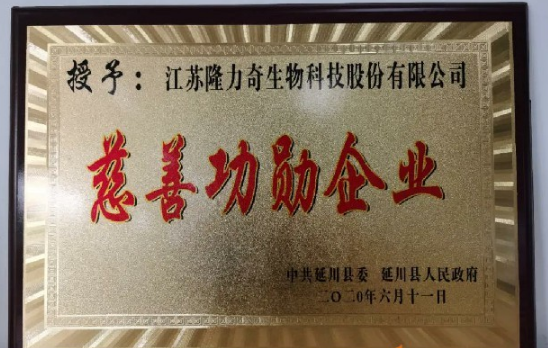 授予：江苏隆力奇生物科技股份有限公司
慈善功勋企业
中共延川县委 延川县人民政府
二〇二〇年六月十一日